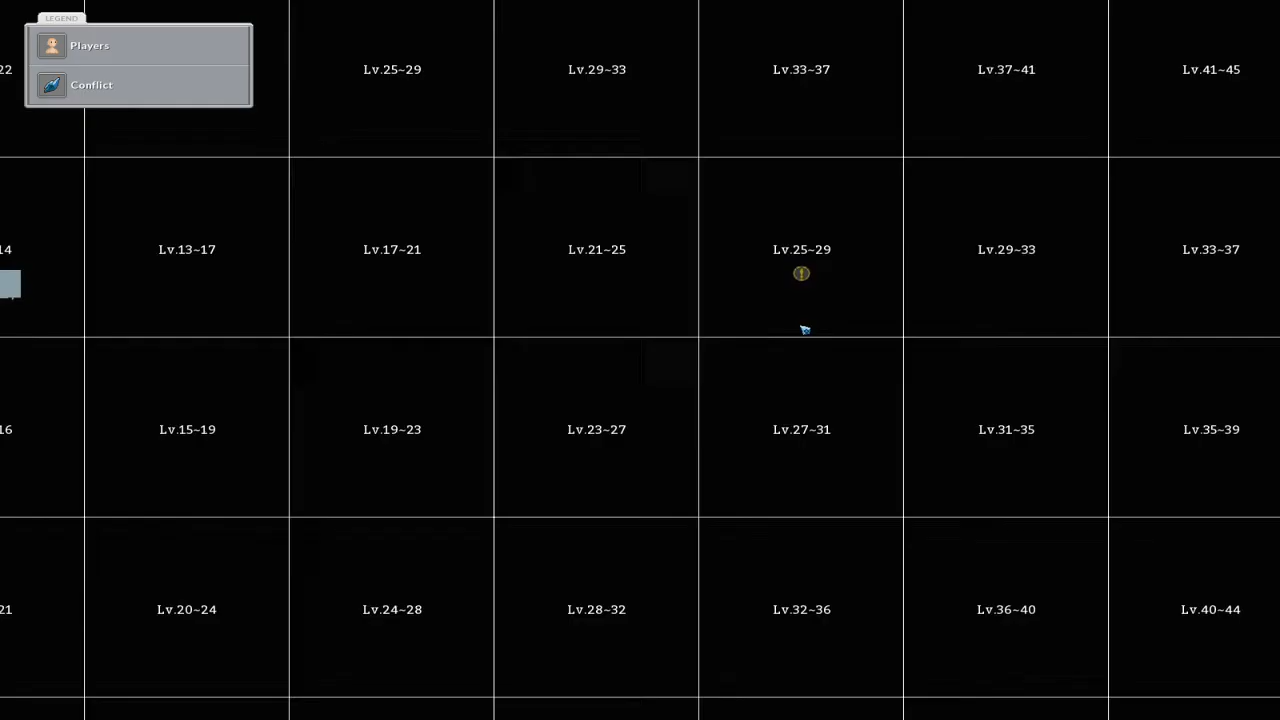 LEGEND
Players
Conflict
22 Lv.25~29 Lv.29~33 Lv.33~37 Lv.37~41 Lv.41~45
14 Lv.13~17 Lv.17~21 Lv.21~25 Lv.25~29 Lv.29~33 Lv.33~37
16 Lv.15~19 Lv.19~23 Lv.23~27 Lv.27~31 Lv.31~35 Lv.35~39
21 Lv.20~24 Lv.24~28 Lv.28~32 Lv.32~36 Lv.36~40 Lv.40~44